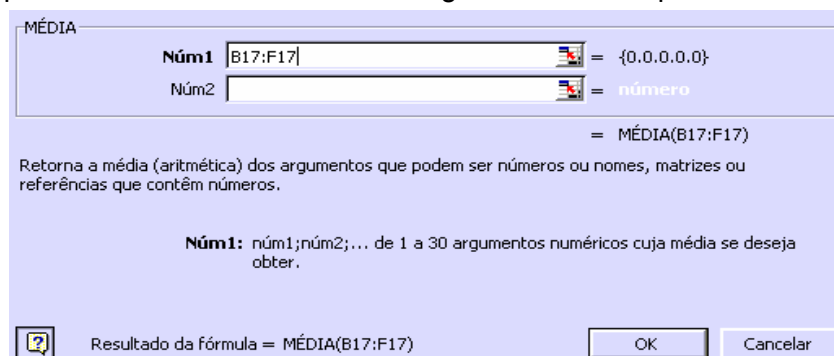 MÉDIA
Núm1 B17:F17 = {0.0.0.0.0}
Núm2 = número
= MÉDIA(B17:F17)
Retorna a média (aritmética) dos argumentos que podem ser números ou nomes, matrizes ou
referências que contêm números.
Núm1: núm1;núm2;... de 1 a 30 argumentos numéricos cuja média se deseja
obter.
Resultado da fórmula = MÉDIA(B17:F17)
OK
Cancelar